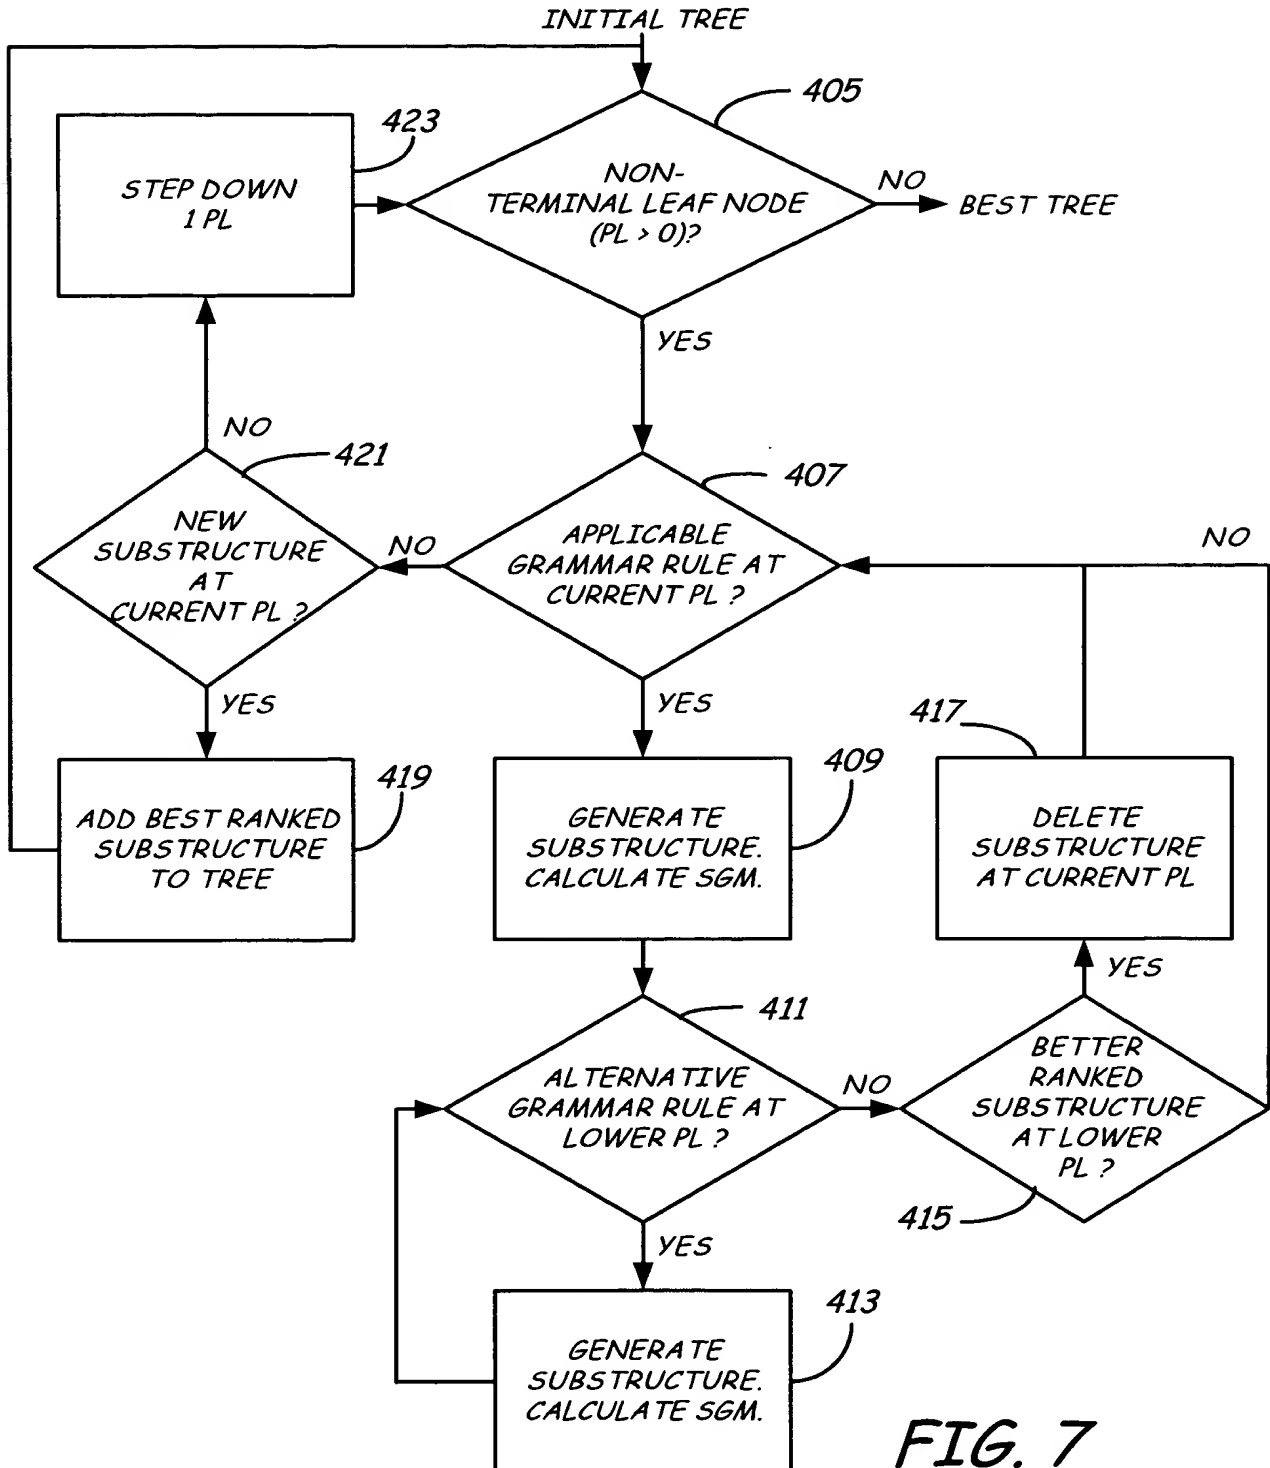 INITIAL TREE
405
423
STEP DOWN
1 PL
NON-
TERMINAL LEAF NODE
(PL > 0)?
NO
BEST TREE
YES
NO
421
407
NEW
SUBSTRUCTURE
AT
CURRENT PL ?
NO
APPLICABLE
GRAMMAR RULE AT
CURRENT PL ?
NO
YES
YES
417
419
409
ADD BEST RANKED
SUBSTRUCTURE
TO TREE
GENERATE
SUBSTRUCTURE.
CALCULATE SGM.
DELETE
SUBSTRUCTURE
AT CURRENT PL
YES
411
ALTERNATIVE
GRAMMAR RULE AT
LOWER PL ?
NO
BETTER
RANKED
SUBSTRUCTURE
AT LOWER
PL ?
415
YES
413
GENERATE
SUBSTRUCTURE.
CALCULATE SGM.
FIG. 7